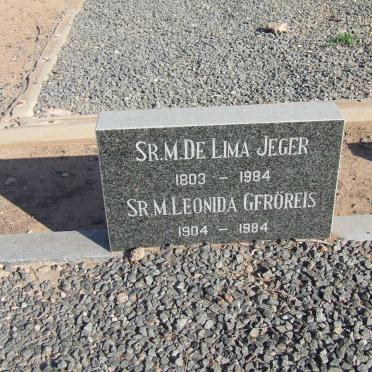 SR.M.DE LIMA JEGER
1803 - 1984
SR.M.LEONIDA GFRÖREIS
1904 - 1984